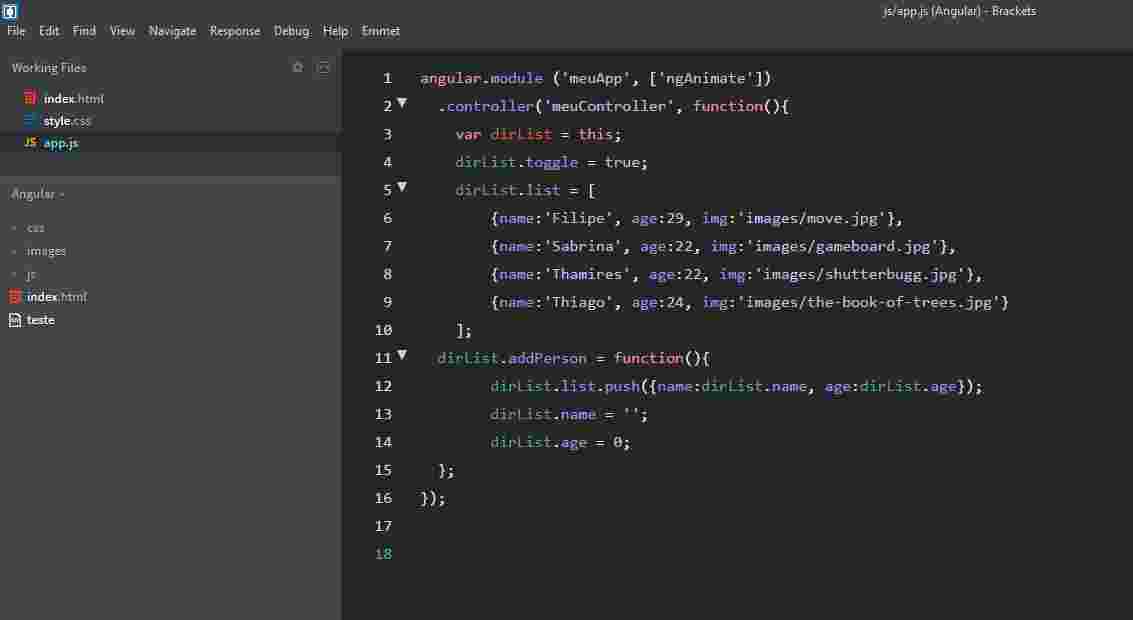 js/app.js (Angular) - Brackets
File Edit Find View Navigate Response Debug Help Emmet
Working Files
index.html
style.css
JS app.js
Angular
css
images
js
index.html
teste
1 angular.module ('meuApp', ['ngAnimate'])
2 .controller('meuController', function(){
3 var dirList = this;
4 dirList.toggle = true;
5 dirList.list = [
6 {name:'Filipe', age:29, img:'images/move.jpg'},
7 {name:'Sabrina', age:22, img:'images/gameboard.jpg'},
8 {name:'Thamires', age:22, img:'images/shutterbugg.jpg'},
9 {name:'Thiago', age:24, img:'images/the-book-of-trees.jpg'}
10 ];
11 dirList.addPerson = function(){
12 dirList.list.push({name:dirList.name, age:dirList.age});
13 dirList.name = '';
14 dirList.age = 0;
15 };
16 });
17
18